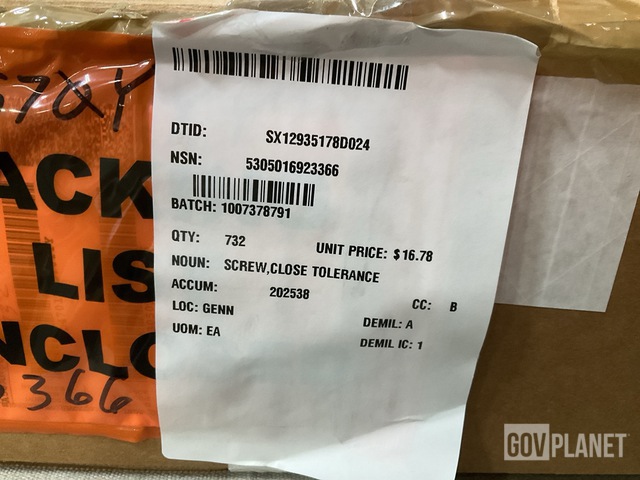 DTID: SX12935178D024
NSN: 5305016923366
BATCH: 1007378791
QTY: 732 UNIT PRICE: $16.78
NOUN: SCREW,CLOSE TOLERANCE
ACCUM: 202538
CC: B
LOC: GENN
DEMIL: A
UOM: EA
DEMIL IC: 1
ACK
LIS
NCLO
366
GOVPLANET